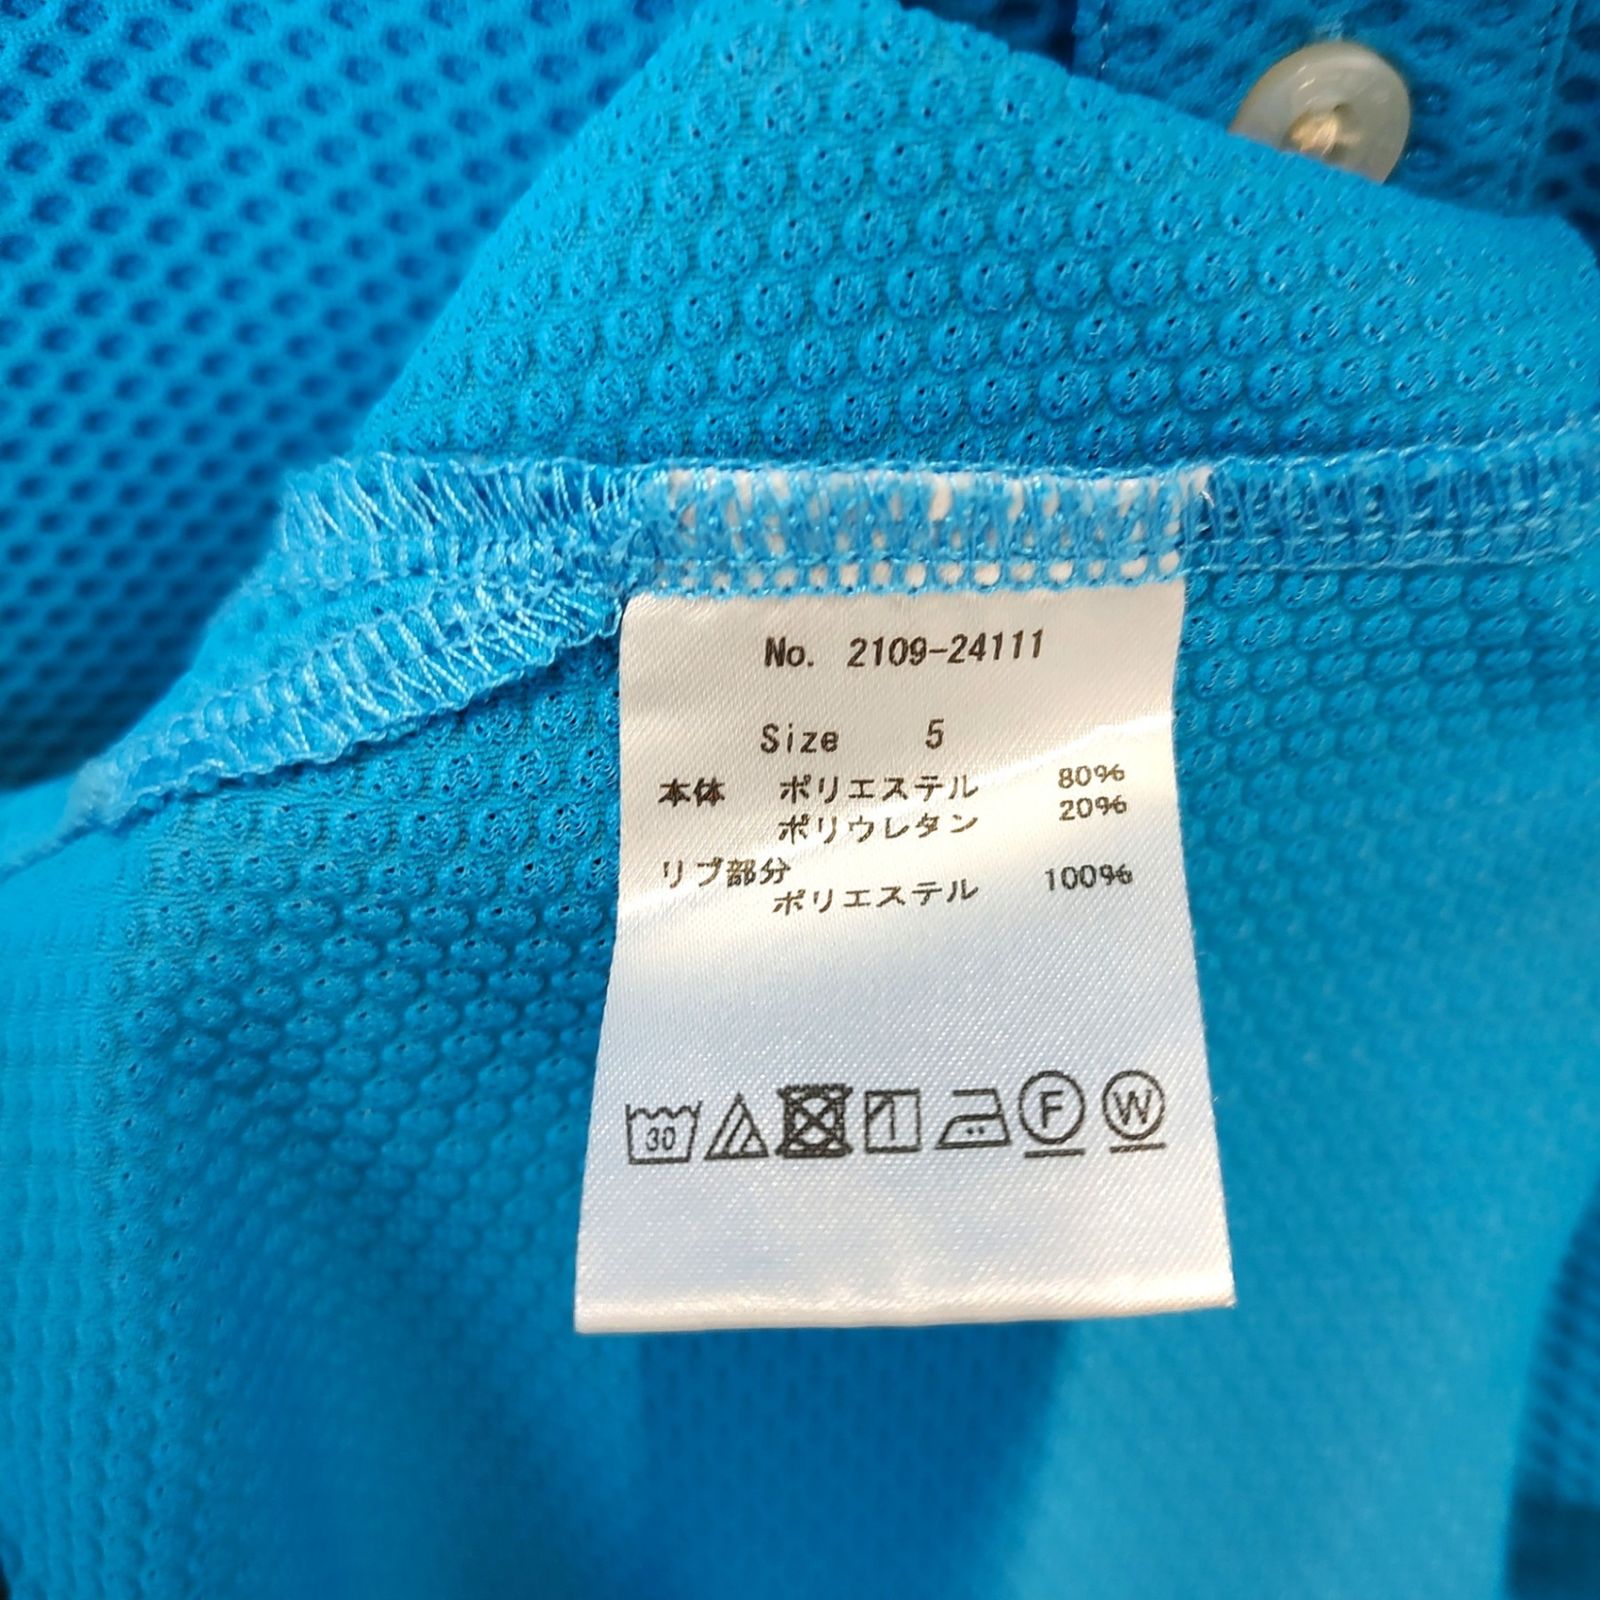 No. 2109-24111
Size 5
本体 ポリエステル 80%
ポリウレタン 20%
リブ部分
ポリエステル 100%
30 F W